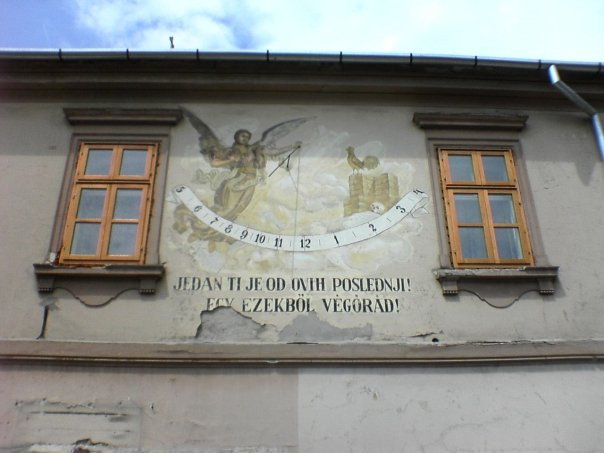 5 6 7 8 9 10 11 12 1 2 3 4
JEDAN TI JE OD OVIH POSLEDNJI!
EGY EZEKBŐL VÉGÓRÁD!